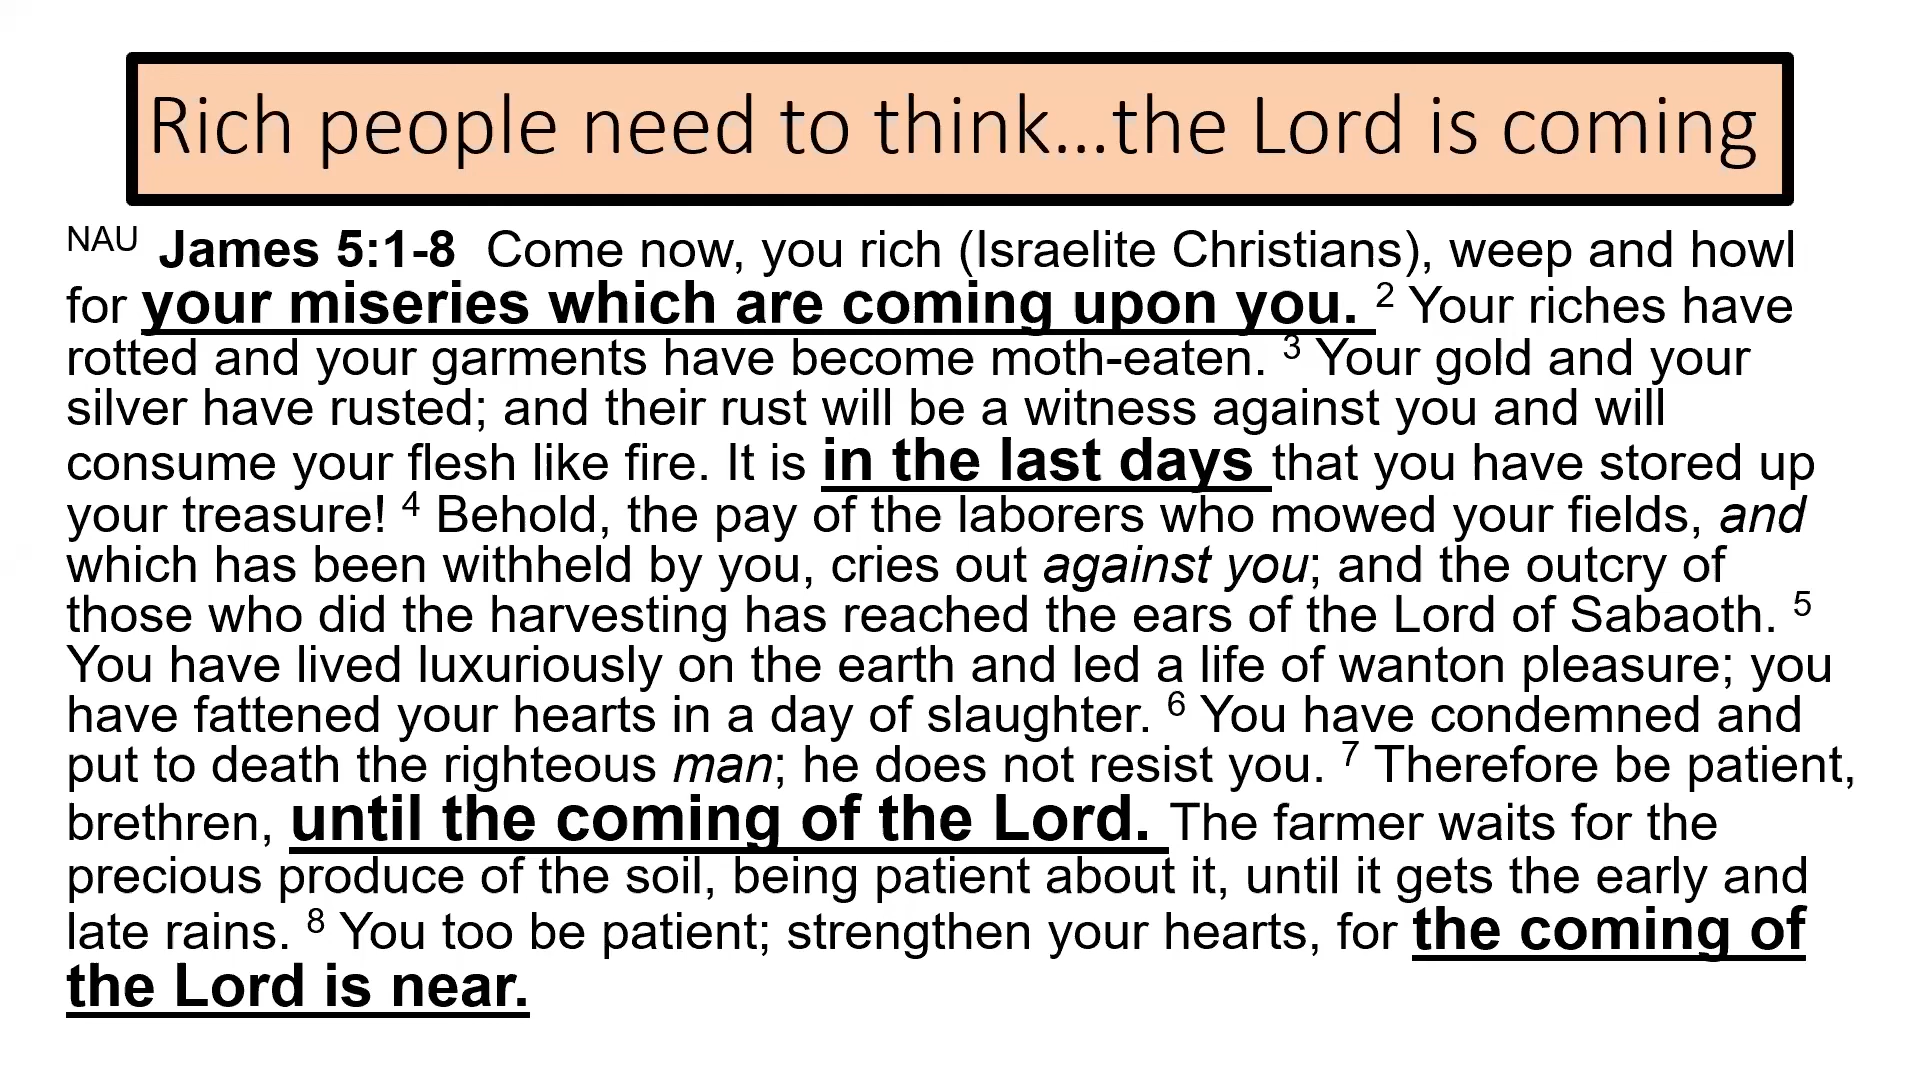 Rich people need to think...the Lord is coming
NAU James 5:1-8 Come now, you rich (Israelite Christians), weep and howl
for your miseries which are coming upon you. 2 Your riches have
rotted and your garments have become moth-eaten. 3 Your gold and your
silver have rusted; and their rust will be a witness against you and will
consume your flesh like fire. It is in the last days that you have stored up
your treasure! 4 Behold, the pay of the laborers who mowed your fields, and
which has been withheld by you, cries out against you; and the outcry of
those who did the harvesting has reached the ears of the Lord of Sabaoth. 5
You have lived luxuriously on the earth and led a life of wanton pleasure; you
have fattened your hearts in a day of slaughter. 6 You have condemned and
put to death the righteous man; he does not resist you. 7 Therefore be patient,
brethren, until the coming of the Lord. The farmer waits for the
precious produce of the soil, being patient about it, until it gets the early and
late rains. 8 You too be patient; strengthen your hearts, for the coming of
the Lord is near.